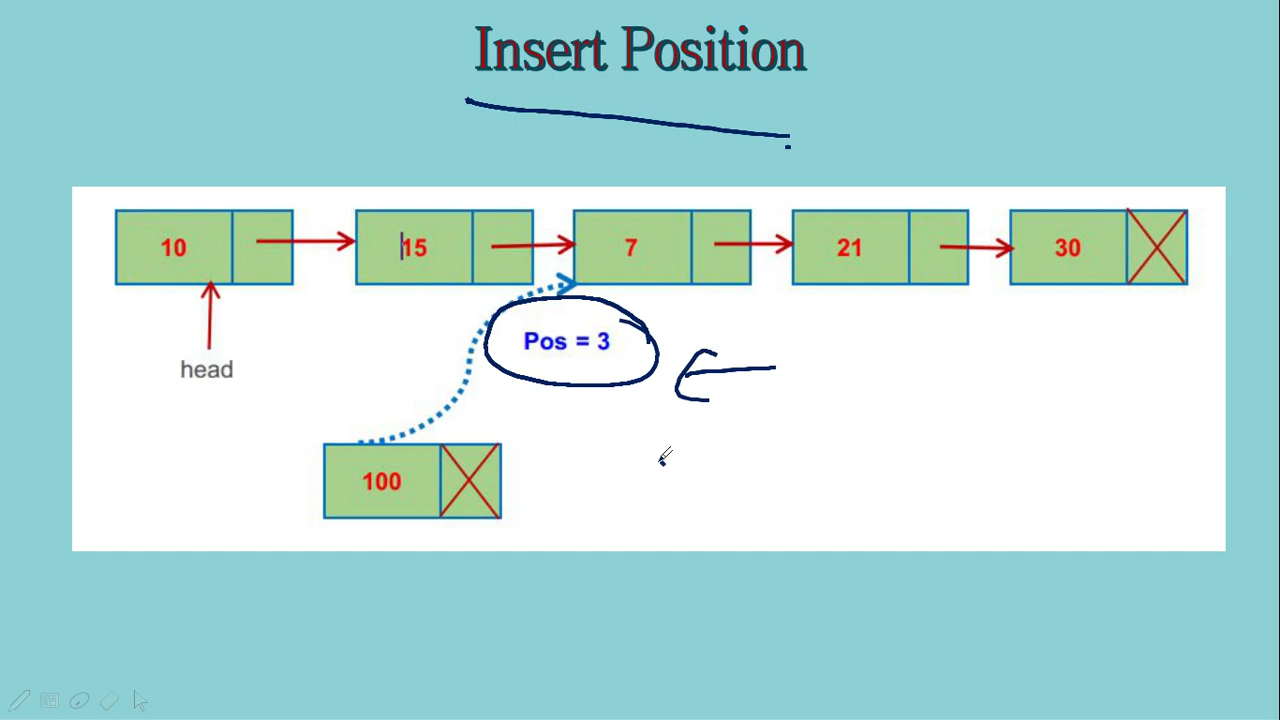 Insert Position
10 15 7 21 30
Pos = 3
head
100